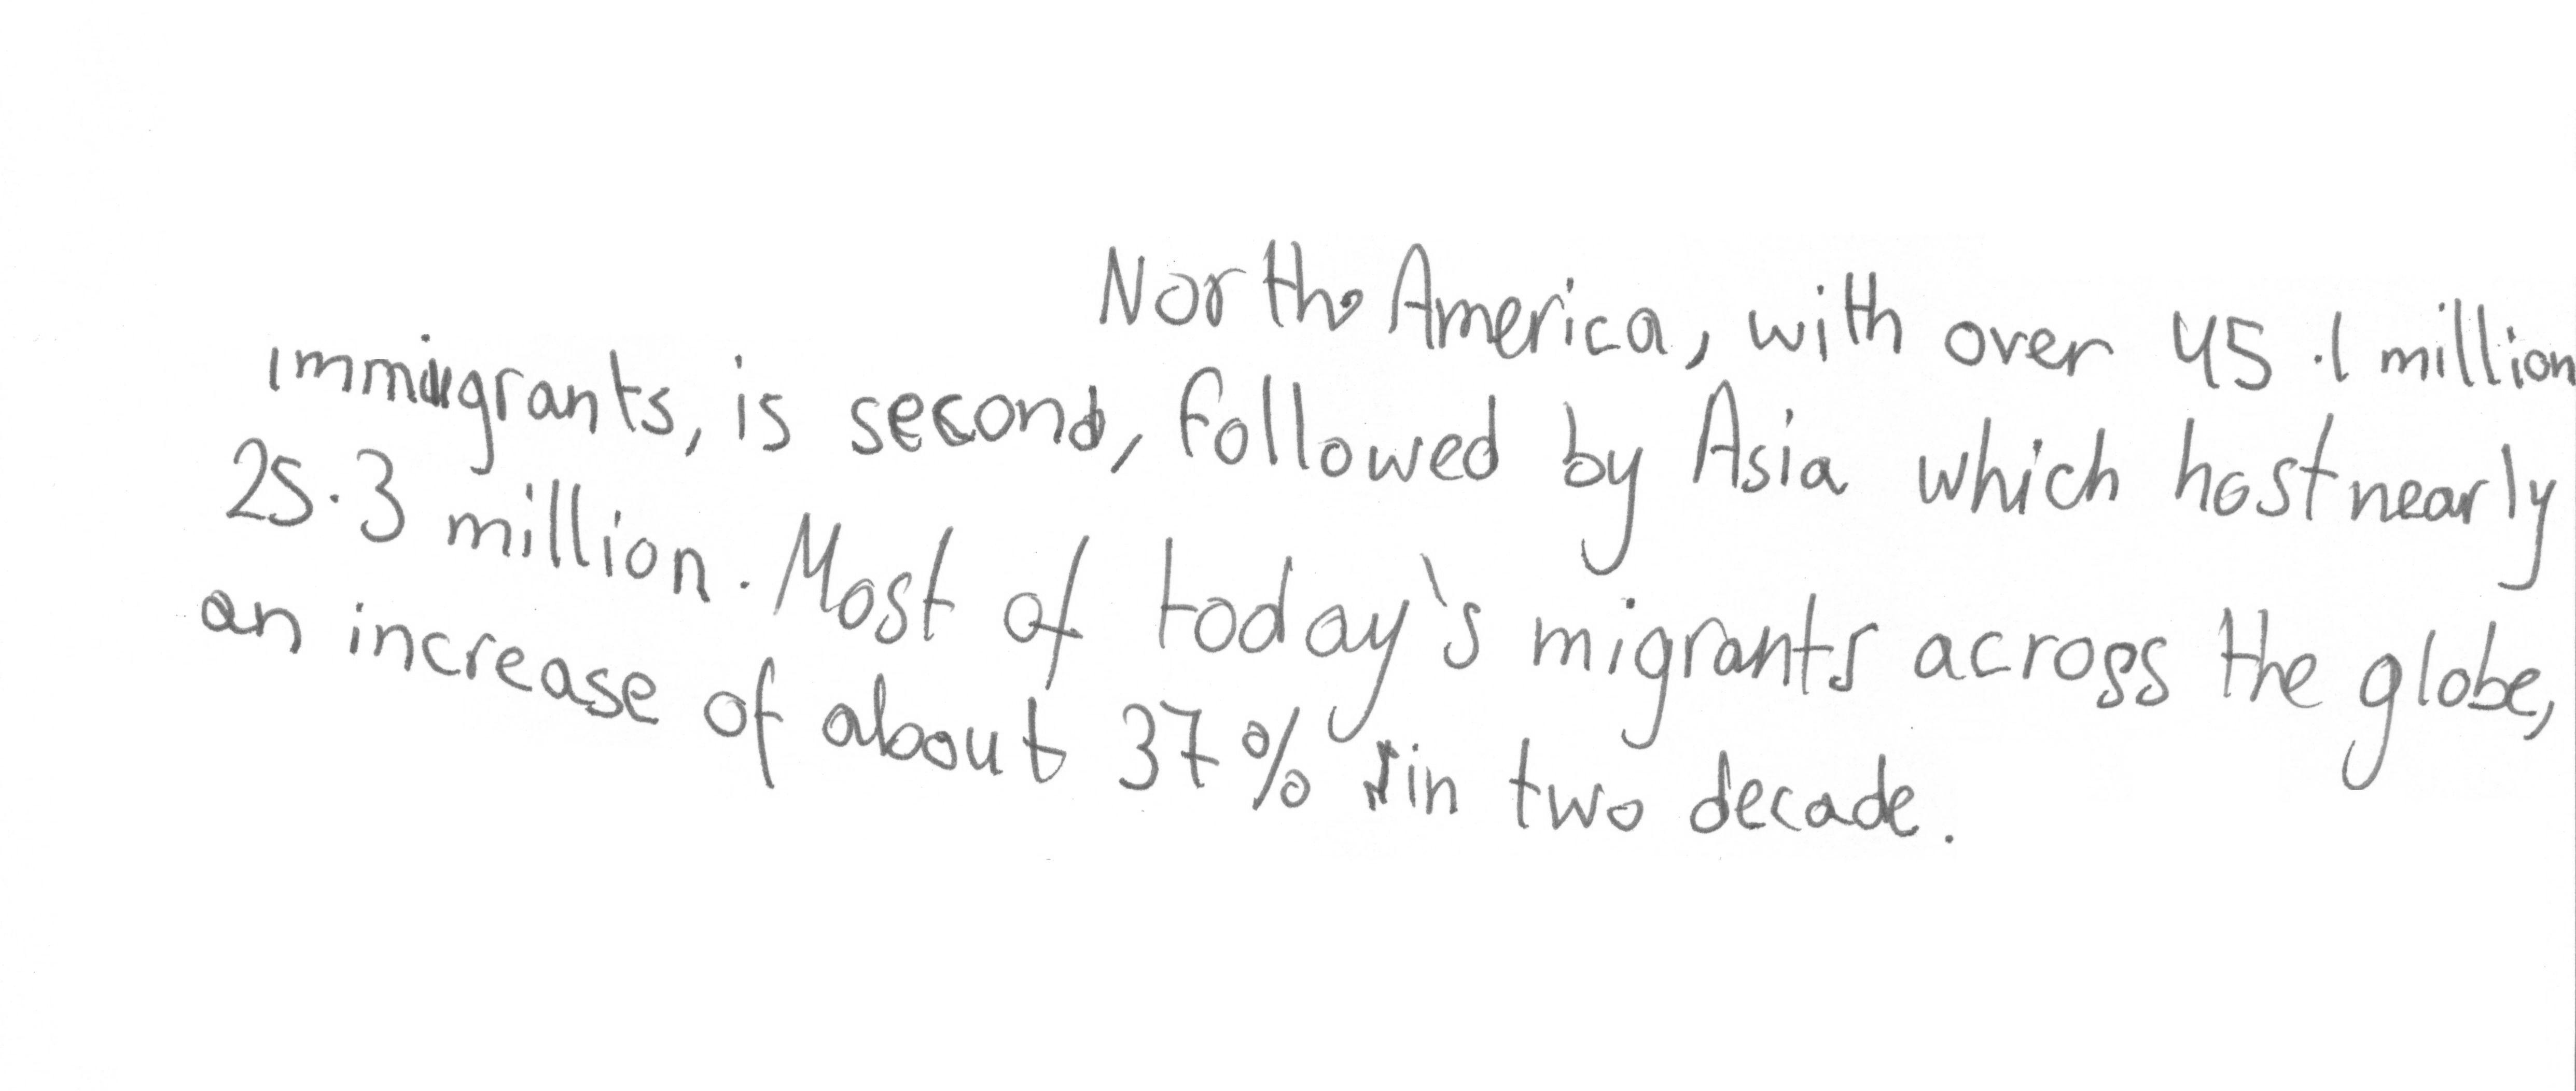 North America, with over 45.1 million
immigrants, is second, followed by Asia which host nearly
25.3 million. Most of today's migrants across the globe,
an increase of about 37% in two decade.